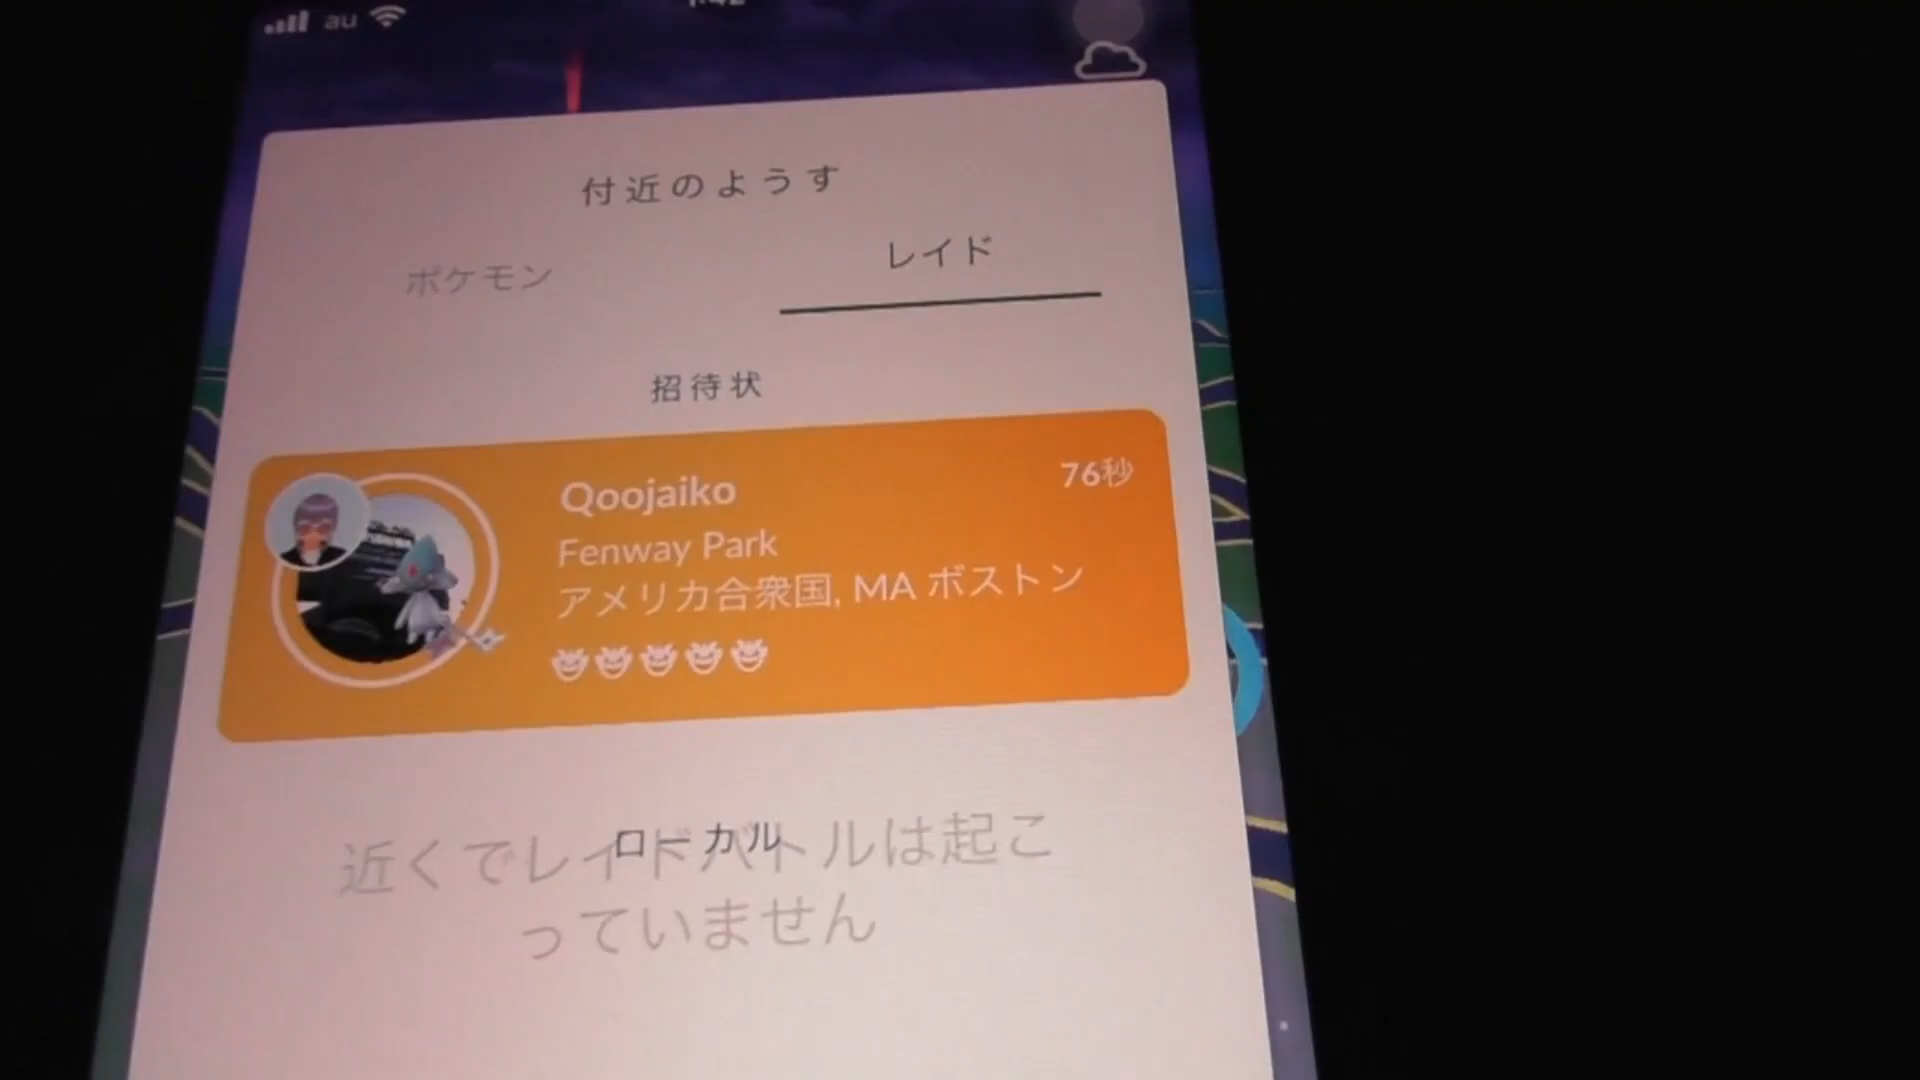 au
付近のようす
ポケモン
レイド
招待状
Qoojaiko
76秒
Fenway Park
アメリカ合衆国, MA ボストン
ローカル
近くでレイドバトルは起こ
っていません